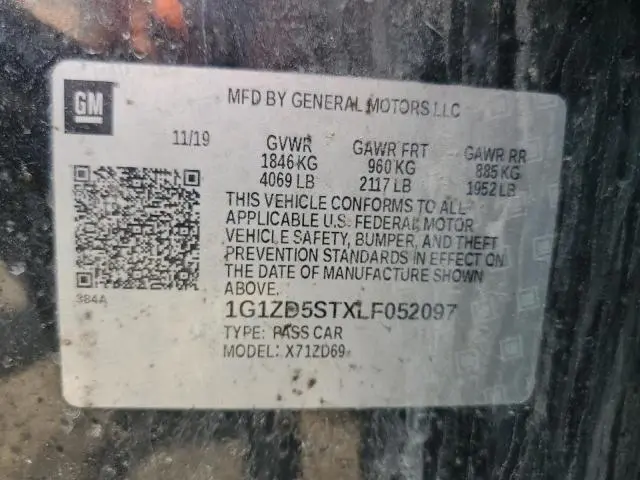 GM
MFD BY GENERAL MOTORS LLC
11/19
GVWR GAWR FRT GAWR RR
1846 KG 960 KG 885 KG
4069 LB 2117 LB 1952 LB
THIS VEHICLE CONFORMS TO ALL
APPLICABLE U.S. FEDERAL MOTOR
VEHICLE SAFETY, BUMPER, AND THEFT
PREVENTION STANDARDS IN EFFECT ON
THE DATE OF MANUFACTURE SHOWN
ABOVE.
384A
1G1ZD5STXLF052097
TYPE: PASS CAR
MODEL: X71ZD69